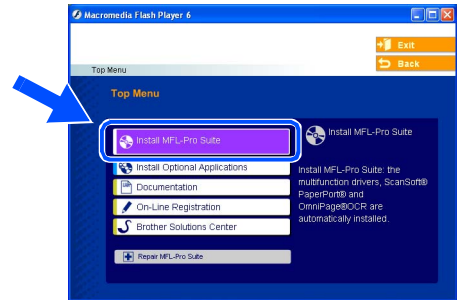 Macromedia Flash Player 6
Exit
Back
Top Menu
Top Menu
Install MFL-Pro Suite
Install Optional Applications
Documentation
On-Line Registration
Brother Solutions Center
Repair MFL-Pro Suite
Install MFL-Pro Suite
Install MFL-Pro Suite: the
multifunction drivers, ScanSoft®
PaperPort® and
OmniPage®OCR are
automatically installed.